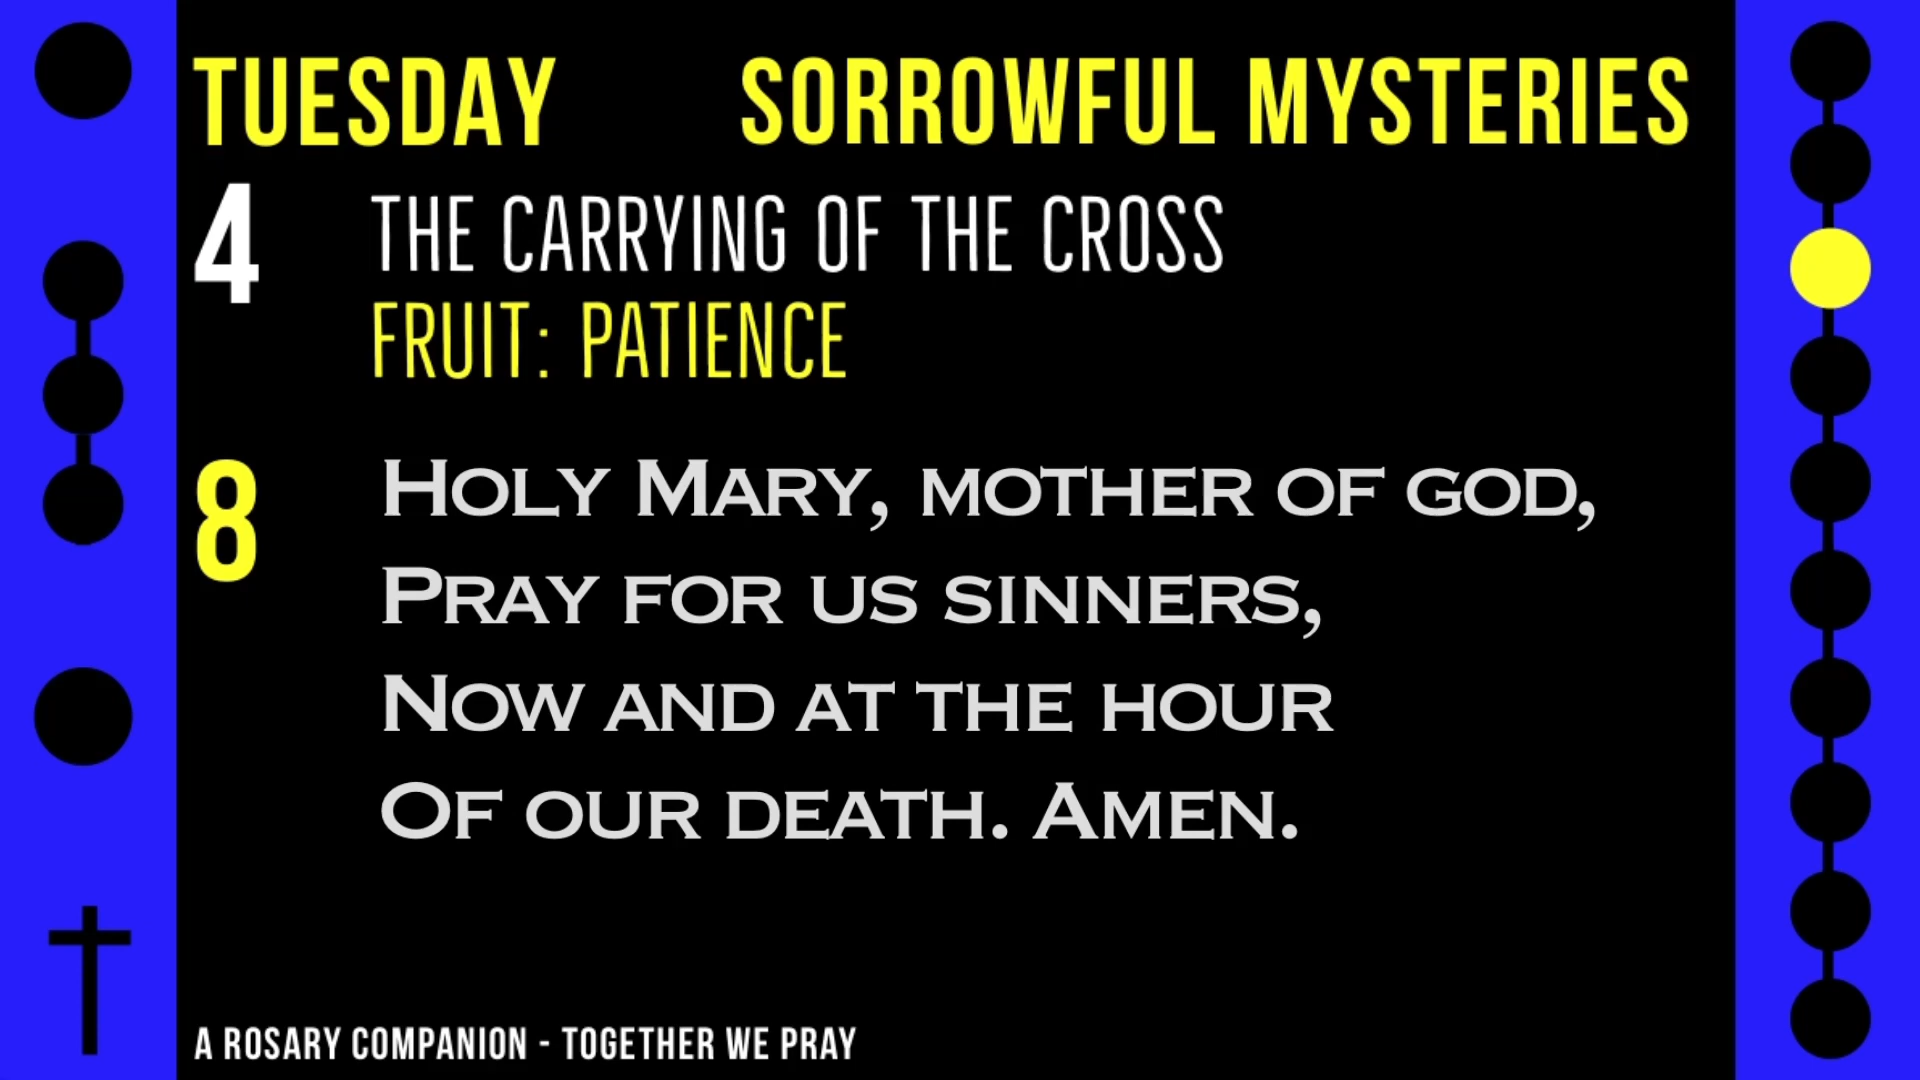 TUESDAY SORROWFUL MYSTERIES
4 THE CARRYING OF THE CROSS
FRUIT: PATIENCE
8 HOLY MARY, MOTHER OF GOD,
PRAY FOR US SINNERS,
NOW AND AT THE HOUR
OF OUR DEATH. AMEN.
A ROSARY COMPANION - TOGETHER WE PRAY